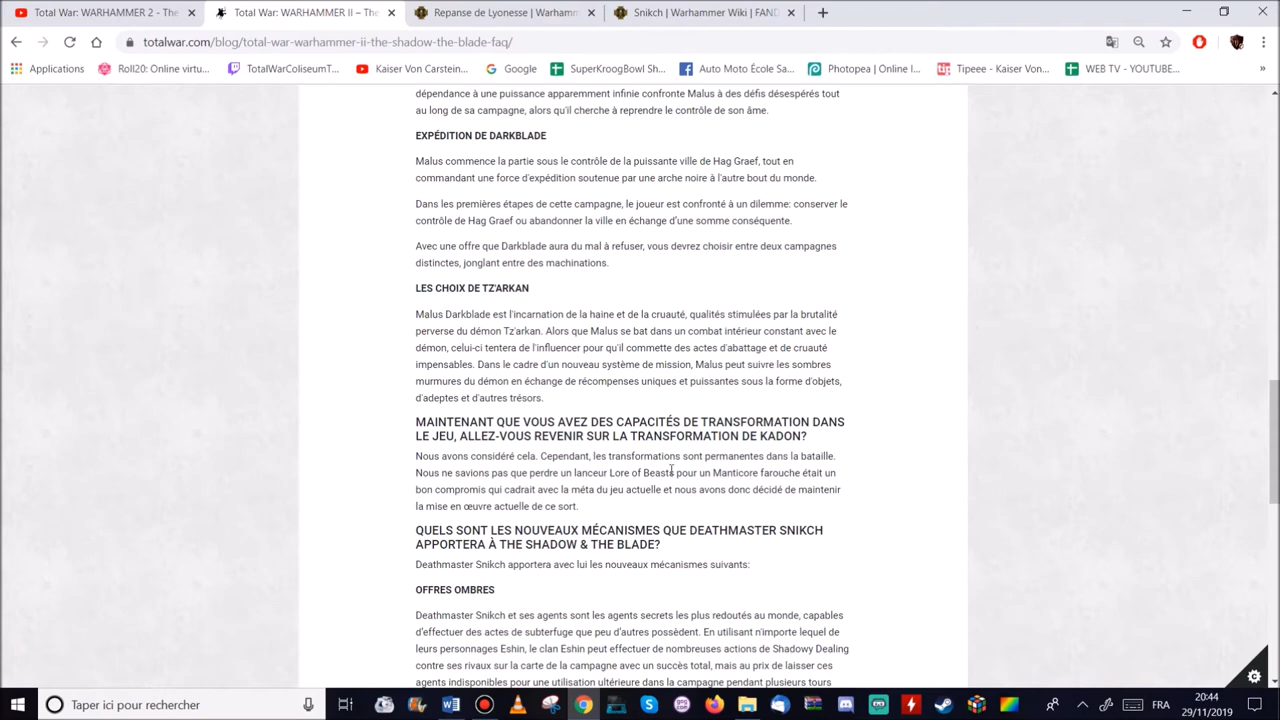 Total War: WARHAMMER 2 - The
Total War: WARHAMMER II – The
Repanse de Lyonesse | Warhamm
Snikch | Warhammer Wiki | FAND
totalwar.com/blog/total-war-warhammer-ii-the-shadow-the-blade-faq/
Applications
Roll20: Online virtu...
TotalWarColiseumT...
Kaiser Von Carstein...
Google
SuperKroogBowl Sh...
Auto Moto École Sa...
Photopea | Online I...
Tipeee - Kaiser Von...
WEB TV - YOUTUBE...
»
dépendance à une puissance apparemment infinie confronte Malus à des défis désespérés tout
au long de sa campagne, alors qu'il cherche à reprendre le contrôle de son âme.
EXPÉDITION DE DARKBLADE
Malus commence la partie sous le contrôle de la puissante ville de Hag Graef, tout en
commandant une force d'expédition soutenue par une arche noire à l'autre bout du monde.
Dans les premières étapes de cette campagne, le joueur est confronté à un dilemme: conserver le
contrôle de Hag Graef ou abandonner la ville en échange d'une somme conséquente.
Avec une offre que Darkblade aura du mal à refuser, vous devrez choisir entre deux campagnes
distinctes, jonglant entre des machinations.
LES CHOIX DE TZ'ARKAN
Malus Darkblade est l'incarnation de la haine et de la cruauté, qualités stimulées par la brutalité
perverse du démon Tz'arkan. Alors que Malus se bat dans un combat intérieur constant avec le
démon, celui-ci tentera de l'influencer pour qu'il commette des actes d'abattage et de cruauté
impensables. Dans le cadre d'un nouveau système de mission, Malus peut suivre les sombres
murmures du démon en échange de récompenses uniques et puissantes sous la forme d'objets,
d'adeptes et d'autres trésors.
MAINTENANT QUE VOUS AVEZ DES CAPACITÉS DE TRANSFORMATION DANS
LE JEU, ALLEZ-VOUS REVENIR SUR LA TRANSFORMATION DE KADON?
Nous avons considéré cela. Cependant, les transformations sont permanentes dans la bataille.
Nous ne savions pas que perdre un lanceur Lore of Beasts pour un Manticore farouche était un
bon compromis qui cadrait avec la méta du jeu actuelle et nous avons donc décidé de maintenir
la mise en œuvre actuelle de ce sort.
QUELS SONT LES NOUVEAUX MÉCANISMES QUE DEATHMASTER SNIKCH
APPORTERA À THE SHADOW & THE BLADE?
Deathmaster Snikch apportera avec lui les nouveaux mécanismes suivants:
OFFRES OMBRES
Deathmaster Snikch et ses agents sont les agents secrets les plus redoutés au monde, capables
d'effectuer des actes de subterfuge que peu d'autres possèdent. En utilisant n'importe lequel de
leurs personnages Eshin, le clan Eshin peut effectuer de nombreuses actions de Shadowy Dealing
contre ses rivaux sur la carte de la campagne avec un succès total, mais au prix de laisser ces
agents indisponibles pour une utilisation ultérieure dans la campagne pendant plusieurs tours
Taper ici pour rechercher
FRA
20:44
29/11/2019